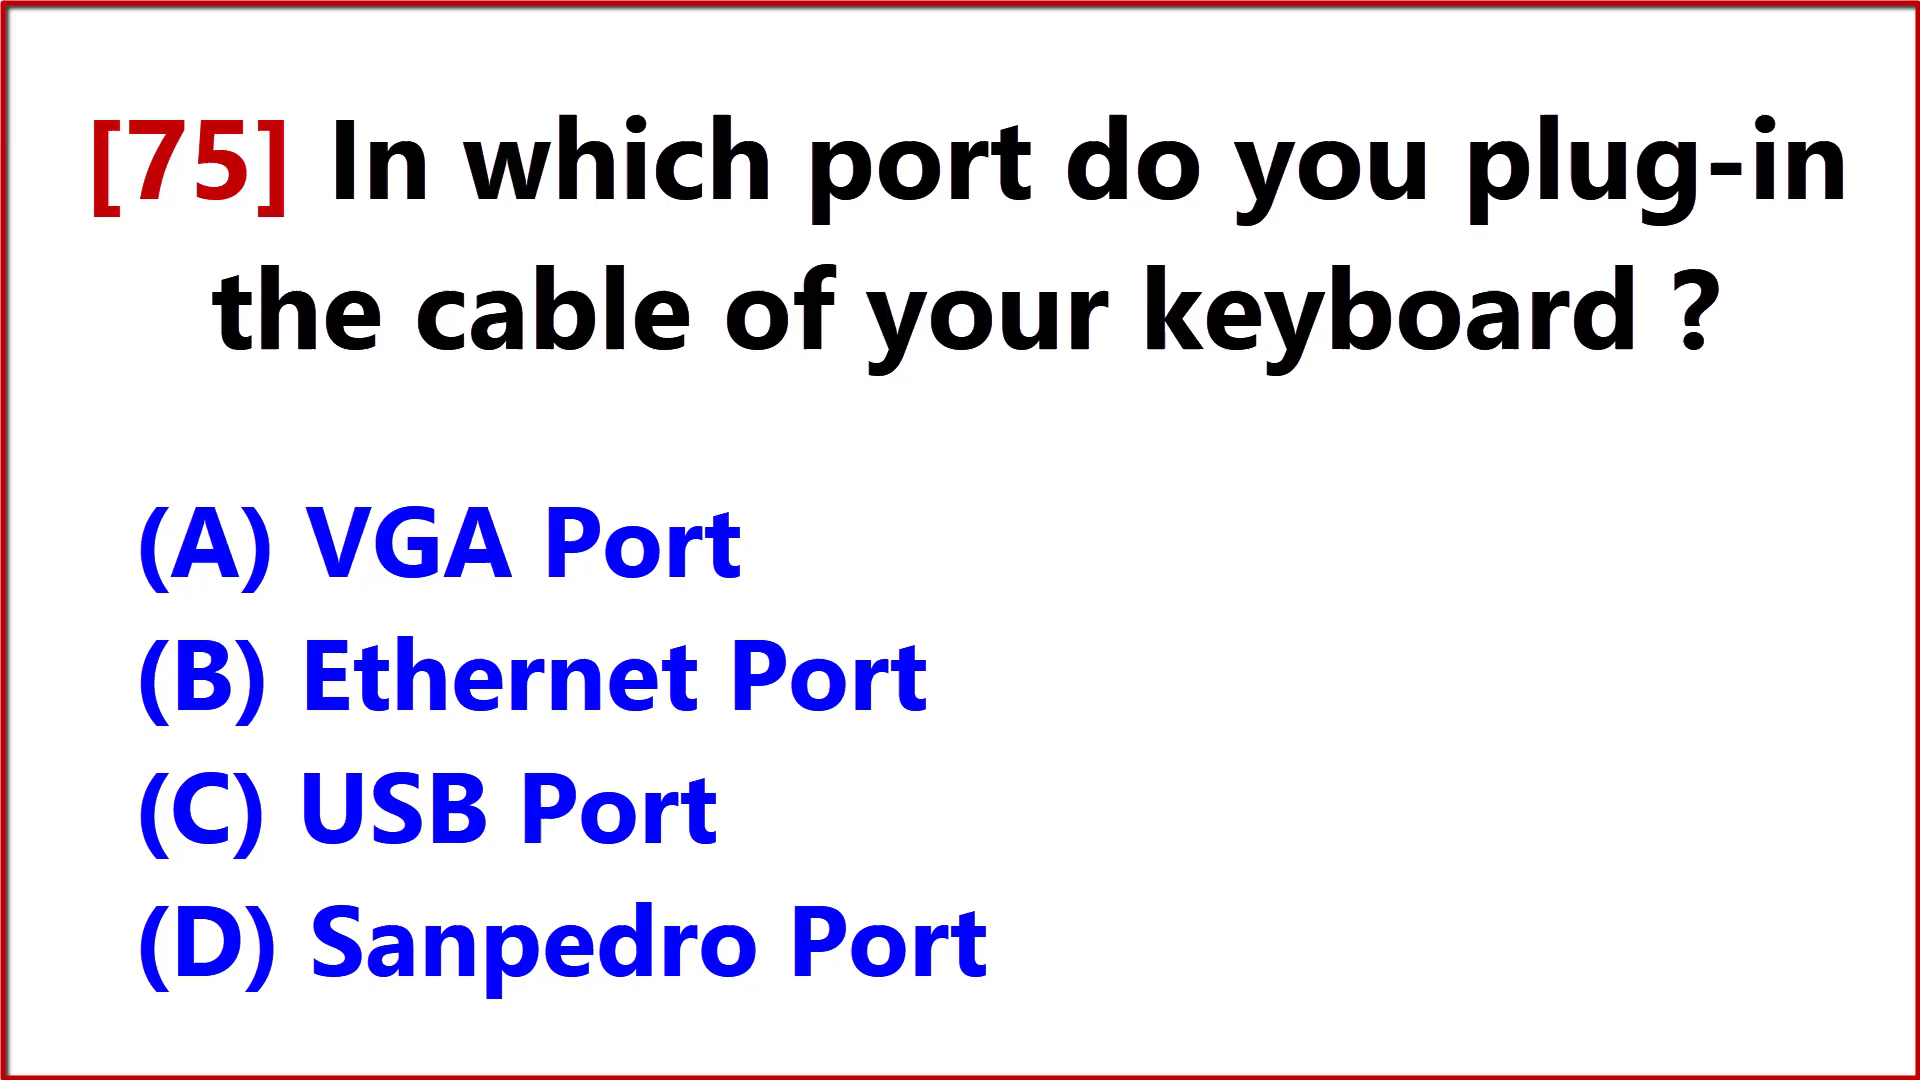 [75] In which port do you plug-in
the cable of your keyboard ?
(A) VGA Port
(B) Ethernet Port
(C) USB Port
(D) Sanpedro Port